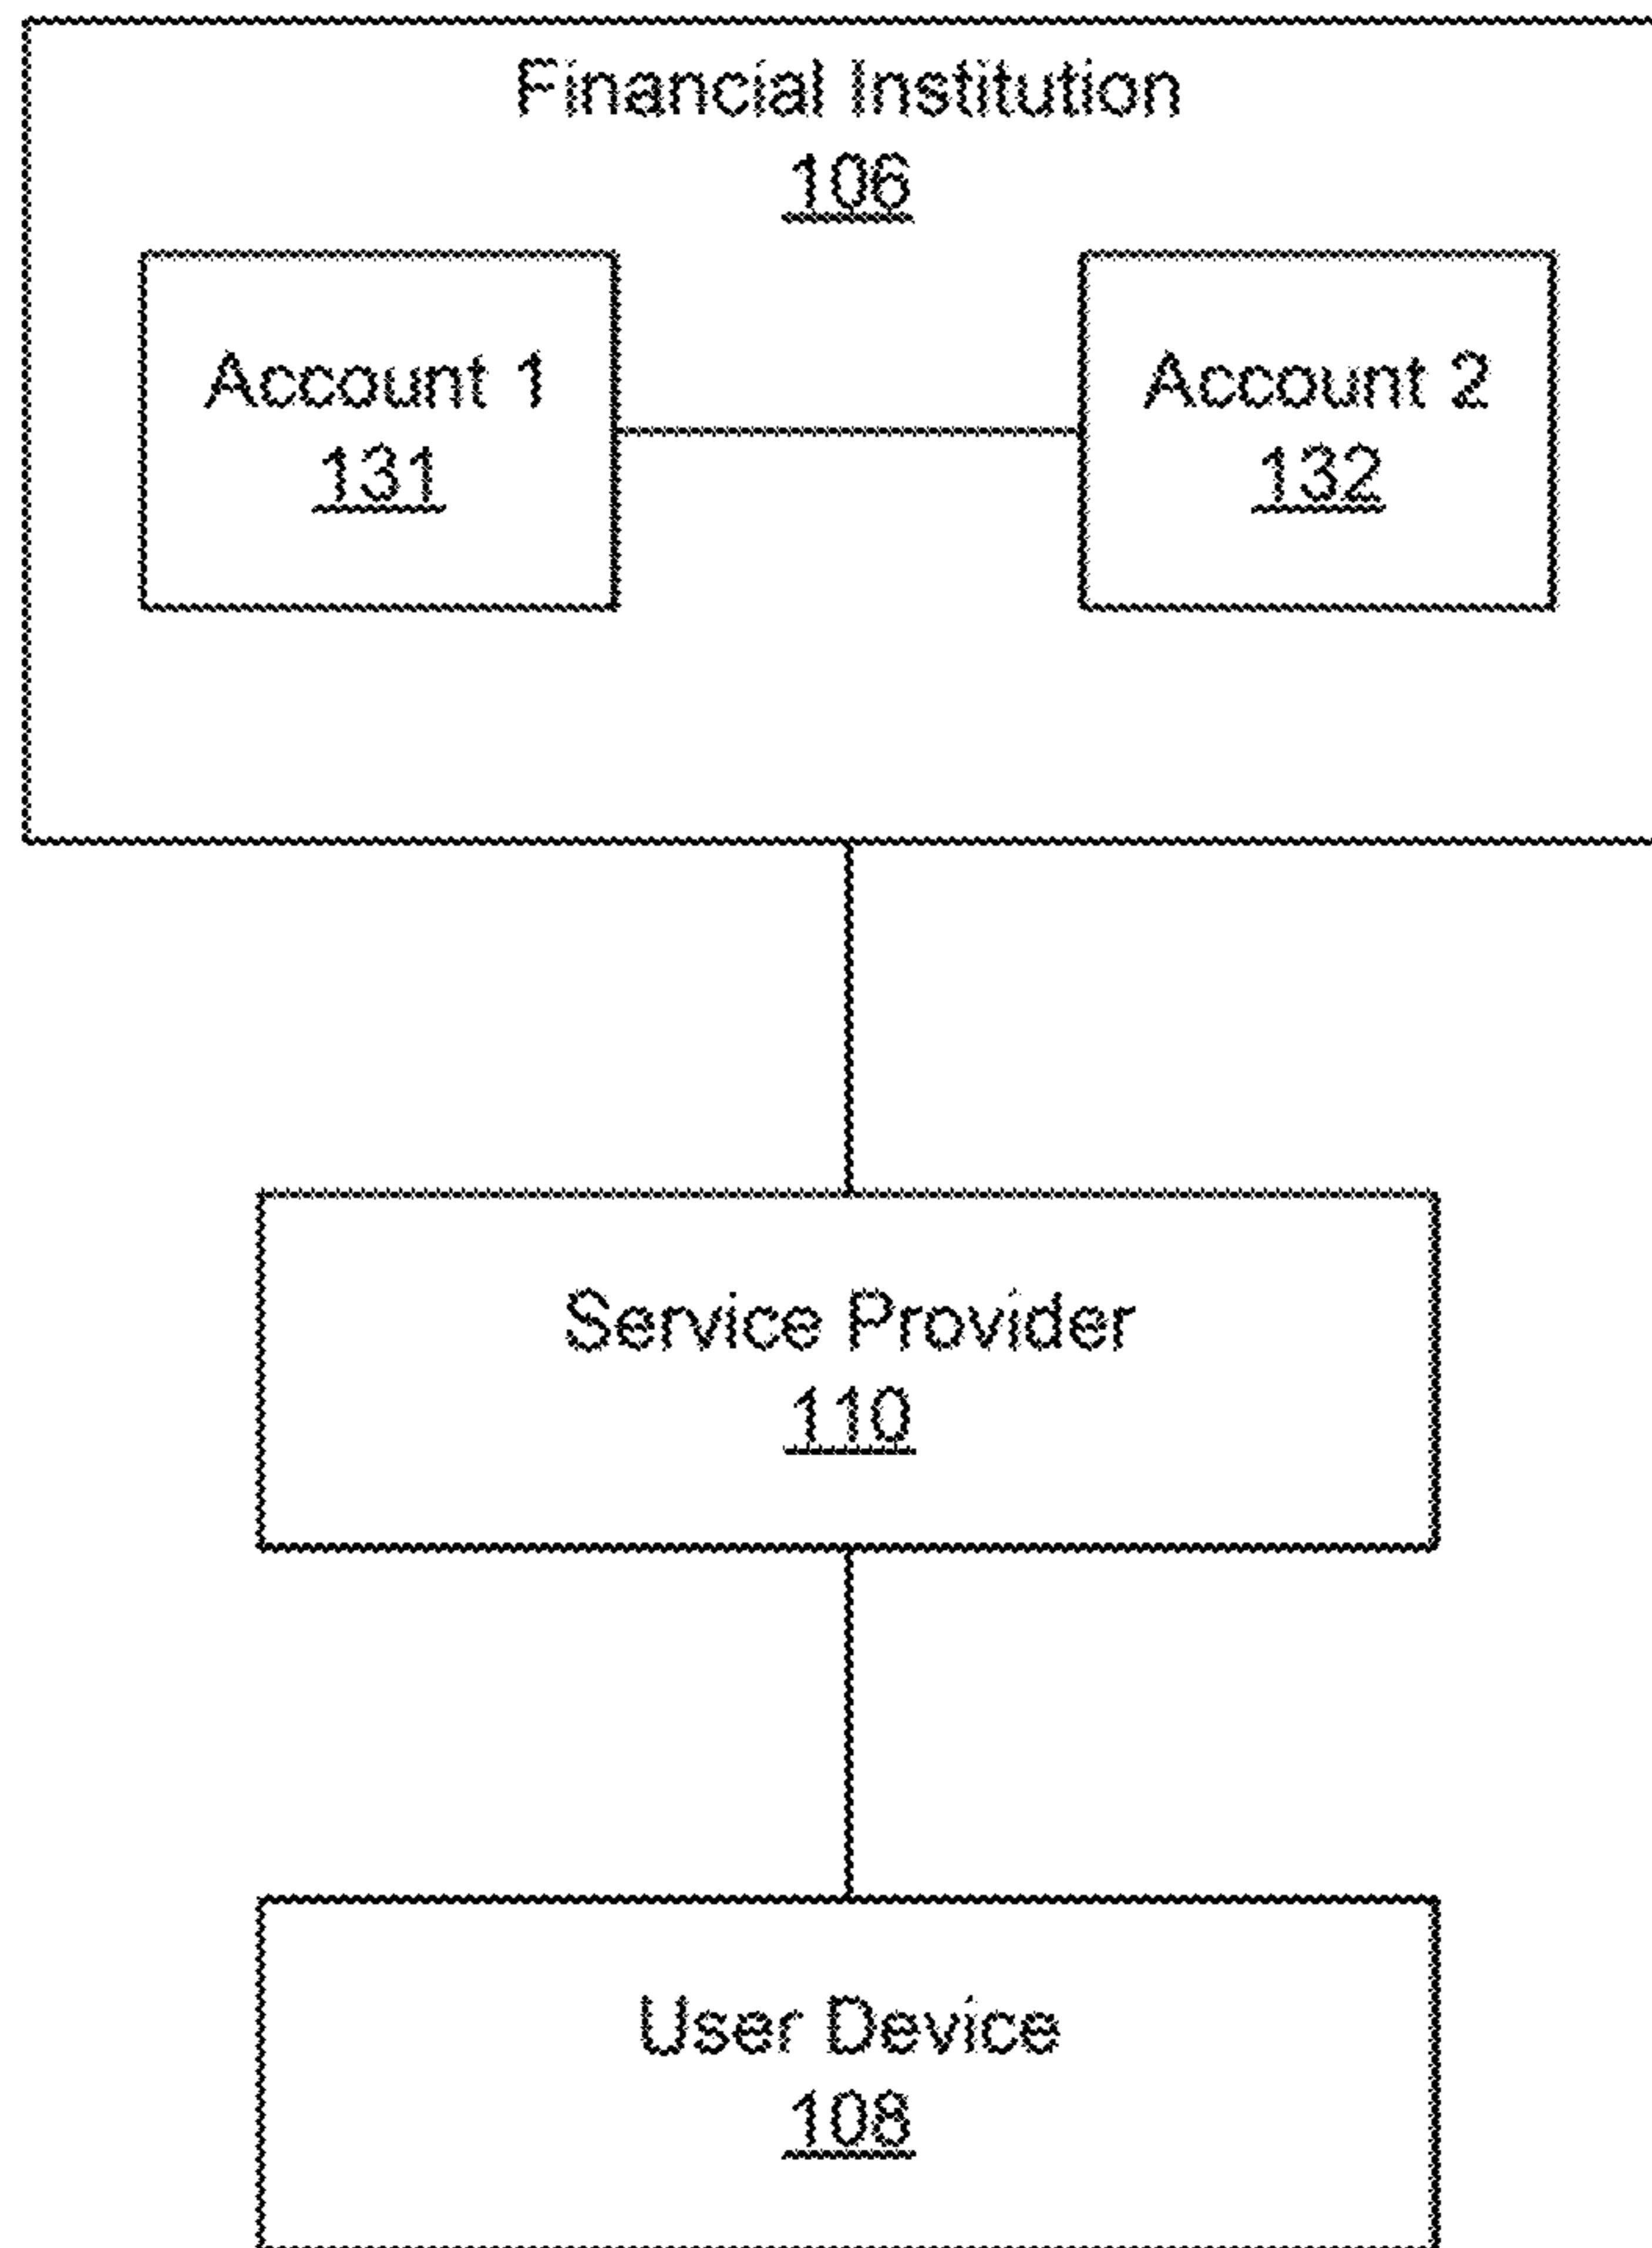 Financial Institution
106
Account 1
131
Account 2
132
Service Provider
110
User Device
108